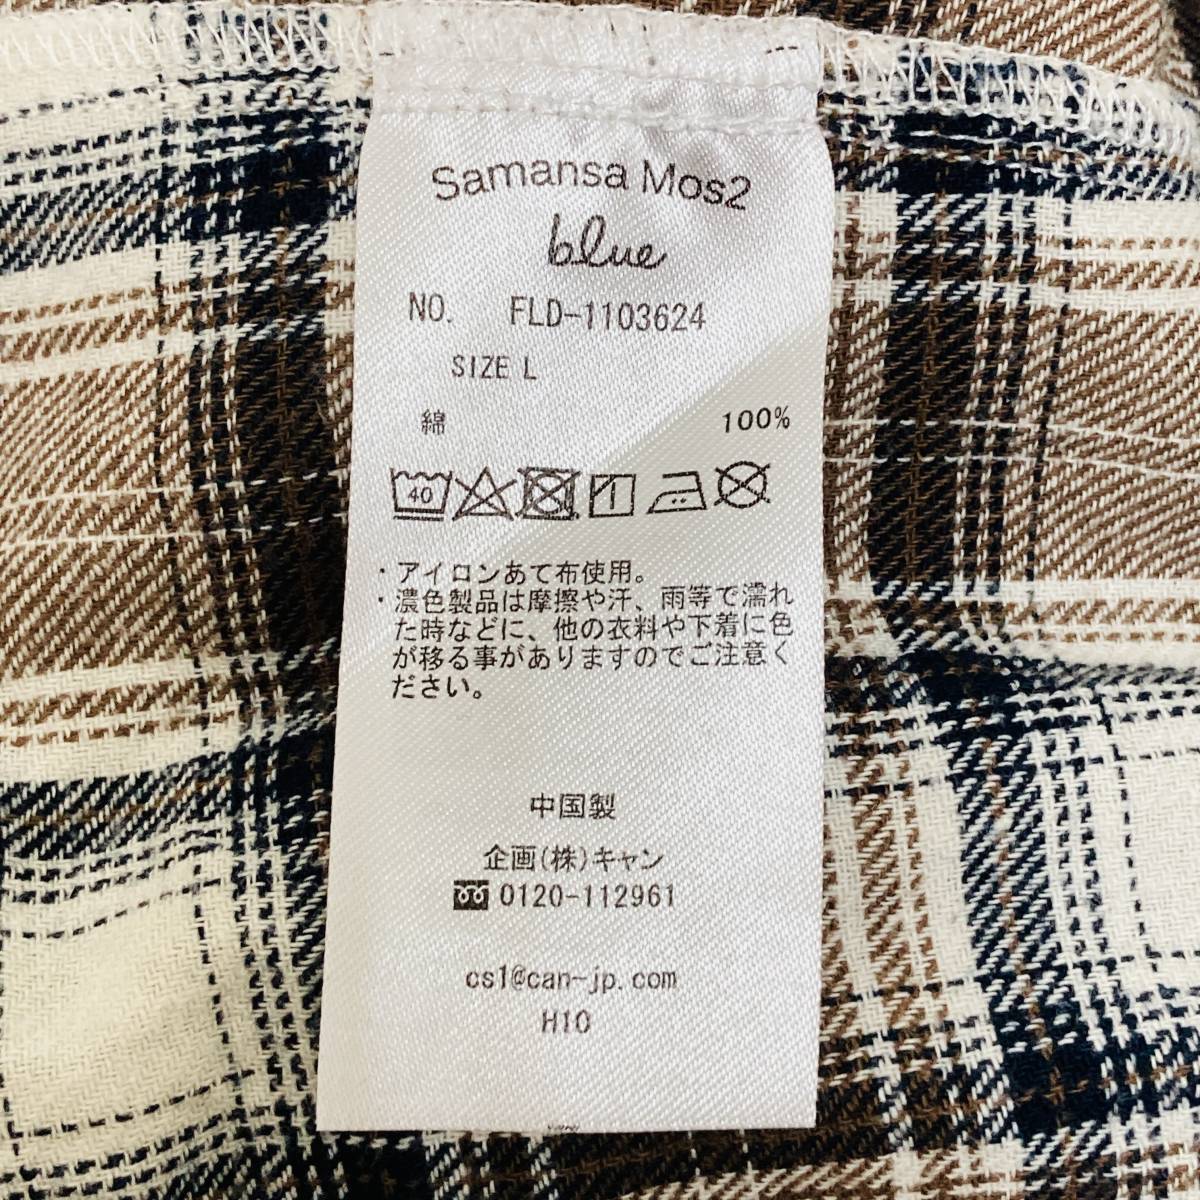 Samansa Mos2
blue
NO. FLD-1103624
SIZE L
綿 100%
40
・アイロンあて布使用。
・濃色製品は摩擦や汗、雨等で濡れ
た時などに、他の衣料や下着に色
が移る事がありますのでご注意く
ださい。
中国製
企画(株)キャン
0120-112961
cs1@can-jp.com
H10